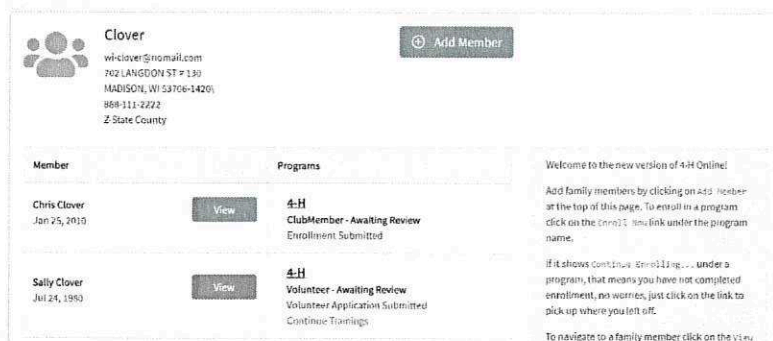 Clover
Add Member
wi-clover@nomail.com
702 LANGDON ST # 130
MADISON, WI 53706-1420\
888-111-2222
Z-State County
Member
Programs
Chris Clover
Jan 25, 2010
View
4-H
ClubMember - Awaiting Review
Enrollment Submitted
Sally Clover
Jul 24, 1980
View
4-H
Volunteer - Awaiting Review
Volunteer Application Submitted
Continue Trainings
Welcome to the new version of 4-H Online!
Add family members by clicking on Add Member
at the top of this page. To enroll in a program
click on the Enroll Now link under the program
name.
If it shows Continue Enrolling... under a
program, that means you have not completed
enrollment, no worries, just click on the link to
pick up where you left off.
To navigate to a family member click on the View